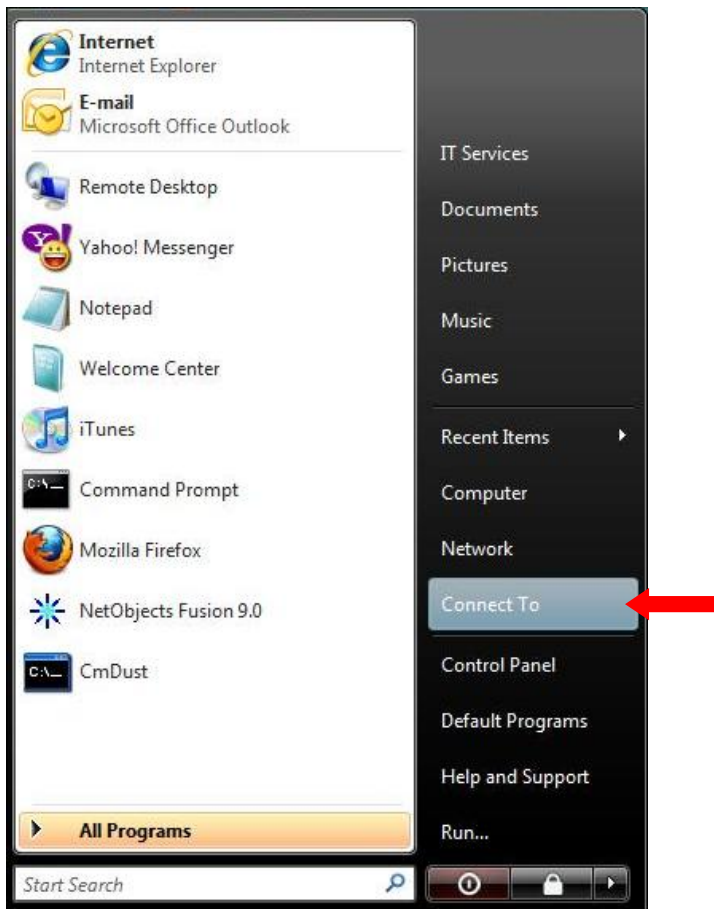 Internet
Internet Explorer
E-mail
Microsoft Office Outlook
Remote Desktop
Yahoo! Messenger
Notepad
Welcome Center
iTunes
Command Prompt
Mozilla Firefox
NetObjects Fusion 9.0
CmDust
All Programs
Start Search
IT Services
Documents
Pictures
Music
Games
Recent Items
Computer
Network
Connect To
Control Panel
Default Programs
Help and Support
Run...